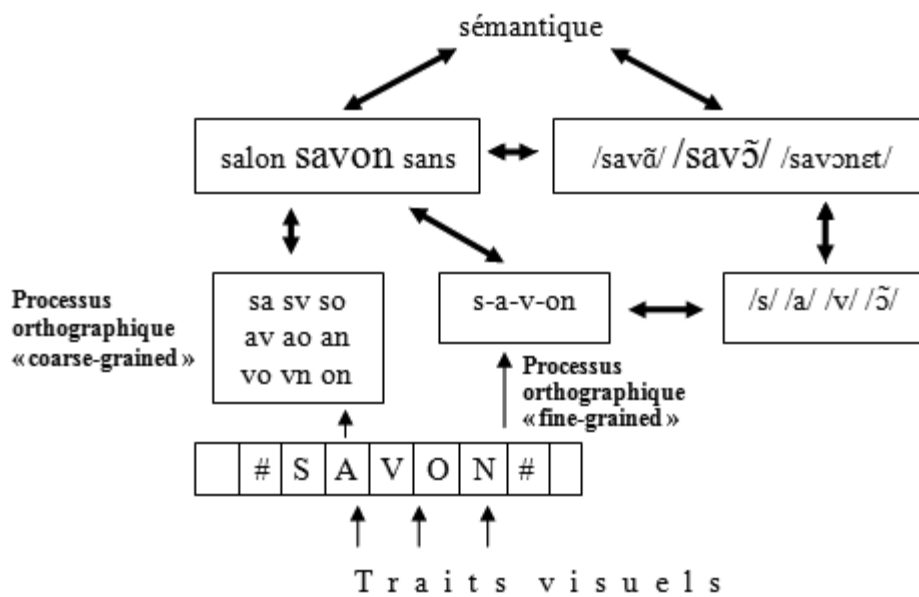 sémantique
salon savon sans
/savɑ̃/ /savɔ̃/ /savɔnɛt/
Processus
orthographique
« coarse-grained »
sa sv so
av ao an
vo vn on
s-a-v-on
/s/ /a/ /v/ /ɔ̃/
Processus
orthographique
« fine-grained »
# S A V O N #
Traits visuels